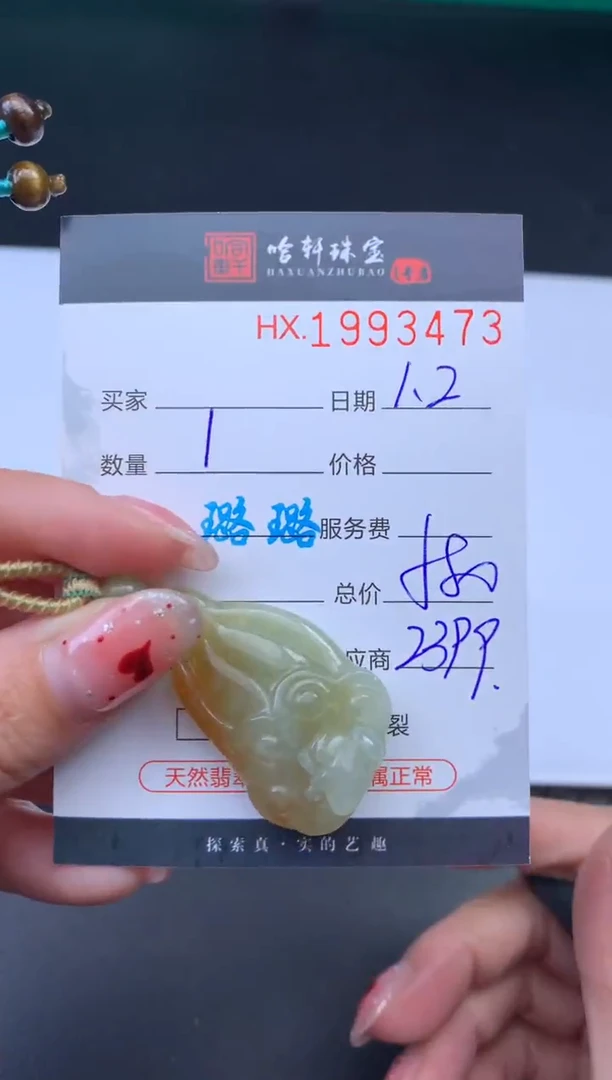 哈轩珠宝
HAXUANZHUBAO
HX.1993473
买家 日期 1.2
数量 1 价格
璐璐 服务费
总价
应商 2399.
裂
天然翡翠 属正常
探索真·实的艺趣